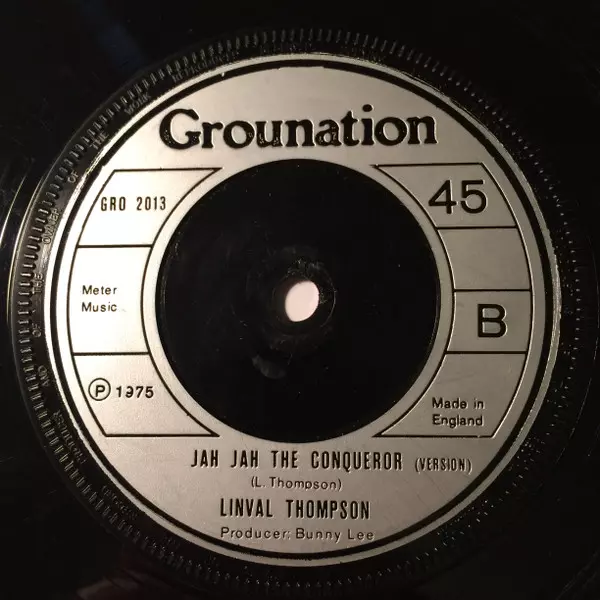 Grounation
GRO 2013
45
Meter
Music
B
℗ 1975
Made in
England
JAH JAH THE CONQUEROR (VERSION)
(L. Thompson)
LINVAL THOMPSON
Producer: Bunny Lee